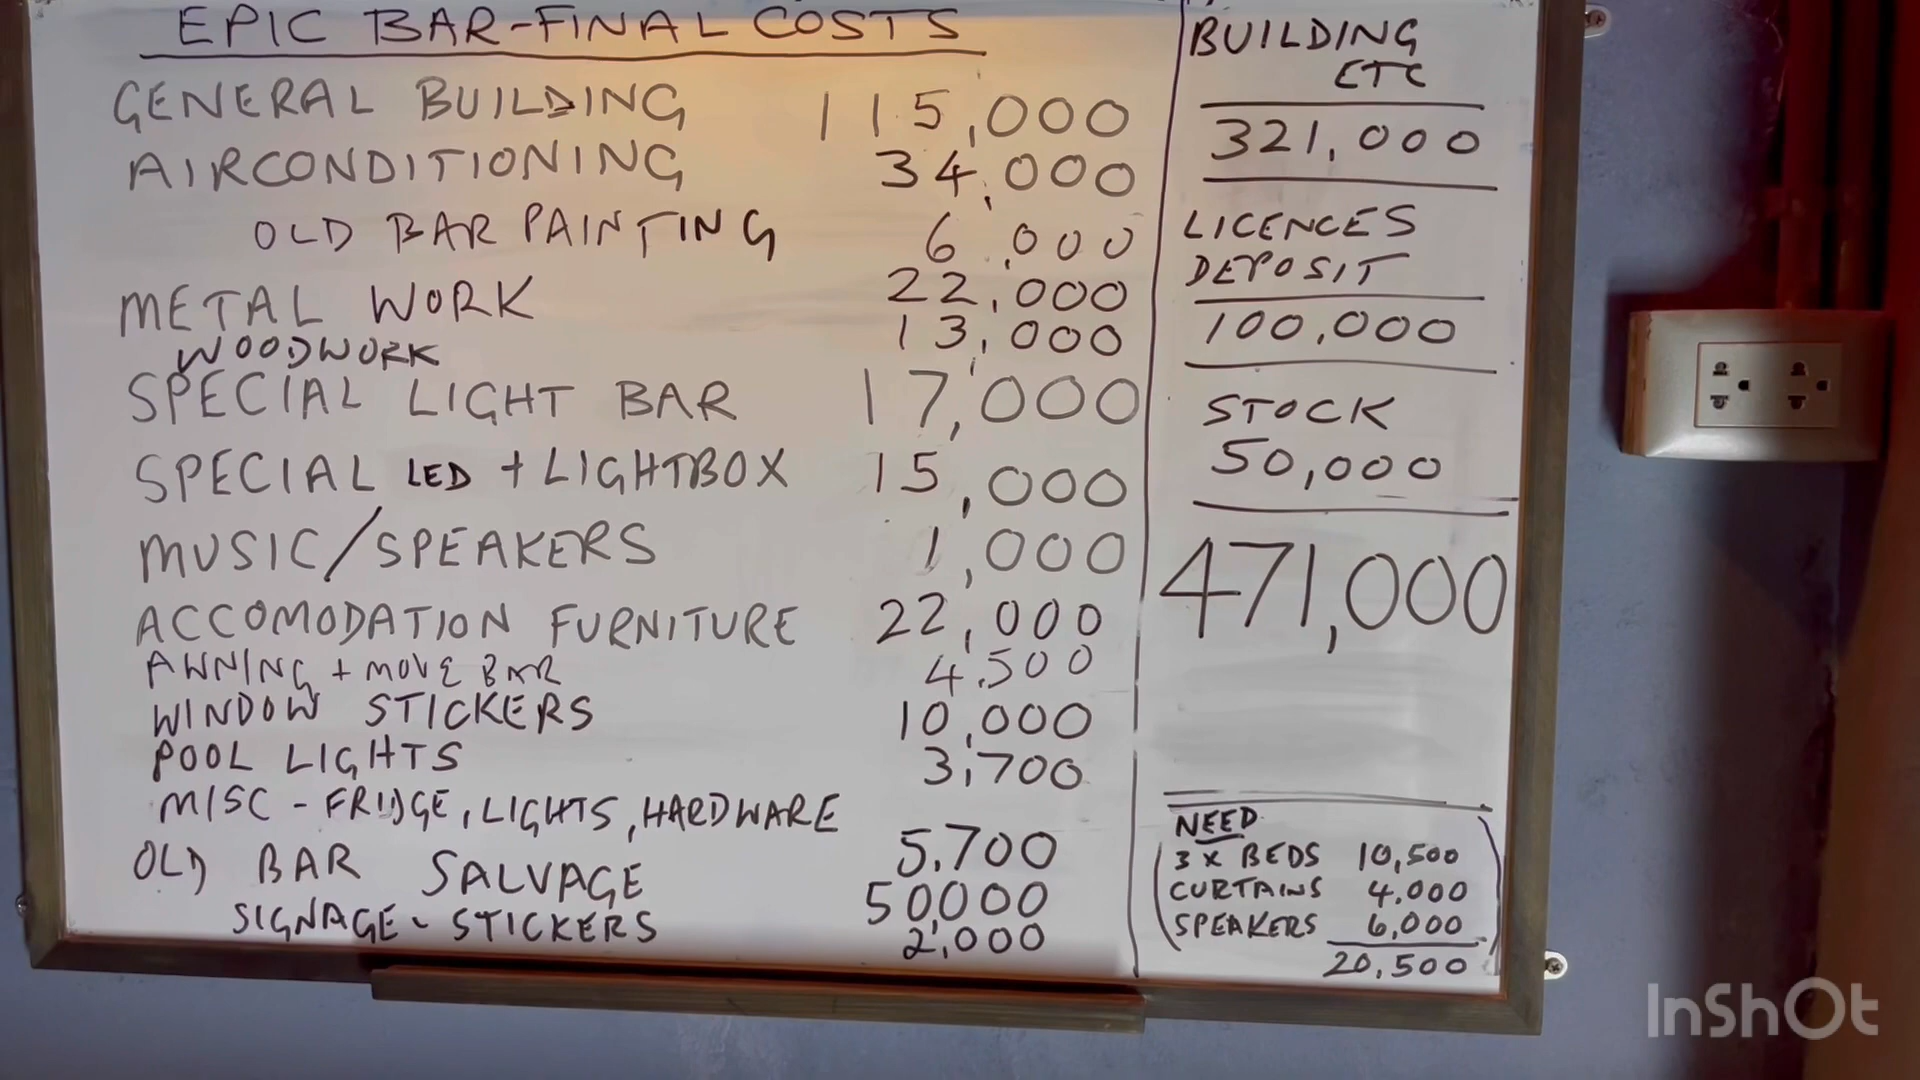 EPIC BAR-FINAL COSTS
GENERAL BUILDING 115,000
AIRCONDITIONING 34,000
OLD BAR PAINTING 6,000
METAL WORK 22,000
WOODWORK 13,000
SPECIAL LIGHT BAR 17,000
SPECIAL LED + LIGHTBOX 15,000
MUSIC/SPEAKERS 1,000
ACCOMODATION FURNITURE 22,000
AWNING + MOVE BAR 4,500
WINDOW STICKERS 10,000
POOL LIGHTS 3,700
MISC - FRIDGE, LIGHTS, HARDWARE
5,700
OLD BAR SALVAGE 50,000
SIGNAGE - STICKERS 2,000
BUILDING
ETC
321,000
LICENCES
DEPOSIT
100,000
STOCK
50,000
471,000
NEED
3 X BEDS 10,500
CURTAINS 4,000
SPEAKERS 6,000
20,500
InShOt